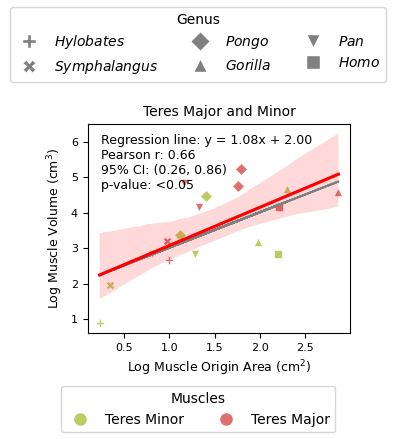 Genus
Hylobates Pongo Pan
Symphalangus Gorilla Homo
Teres Major and Minor
Regression line: y = 1.08x + 2.00
Pearson r: 0.66
95% CI: (0.26, 0.86)
p-value: <0.05
Log Muscle Volume (cm³)
6
5
4
3
2
1
0.5 1.0 1.5 2.0 2.5
Log Muscle Origin Area (cm²)
Muscles
Teres Minor Teres Major